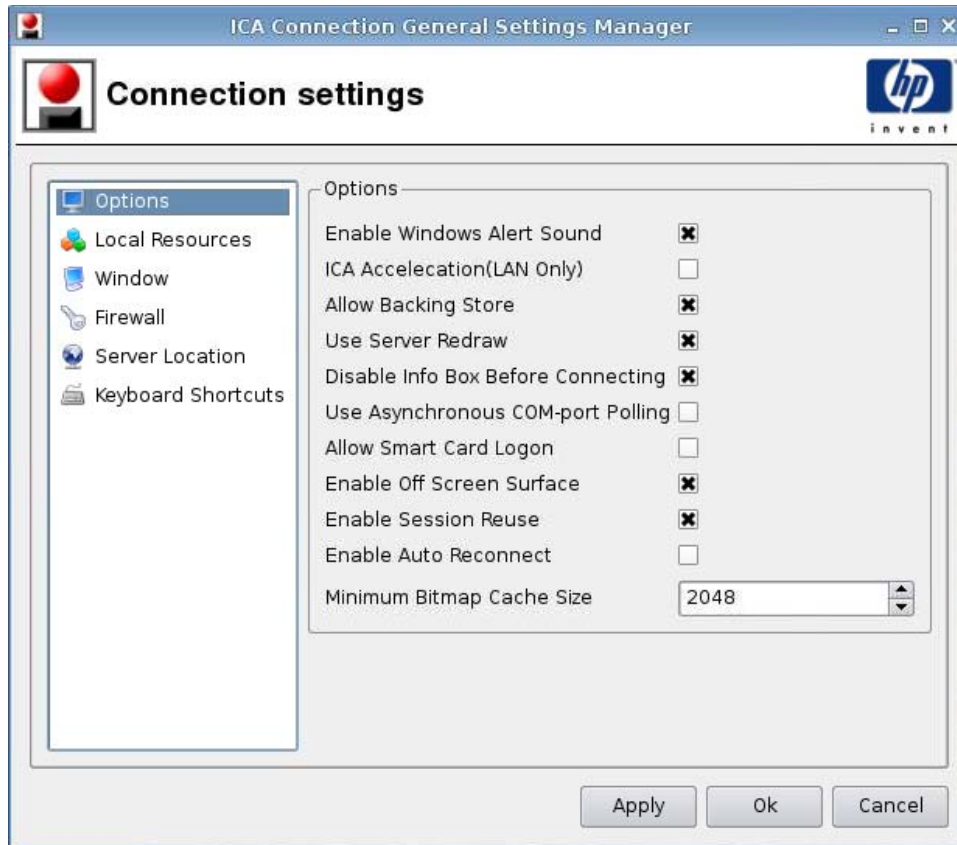 ICA Connection General Settings Manager
Connection settings
hp
invent
Options
Local Resources
Window
Firewall
Server Location
Keyboard Shortcuts
Options
Enable Windows Alert Sound
ICA Accelecation(LAN Only)
Allow Backing Store
Use Server Redraw
Disable Info Box Before Connecting
Use Asynchronous COM-port Polling
Allow Smart Card Logon
Enable Off Screen Surface
Enable Session Reuse
Enable Auto Reconnect
Minimum Bitmap Cache Size 2048
Apply Ok Cancel